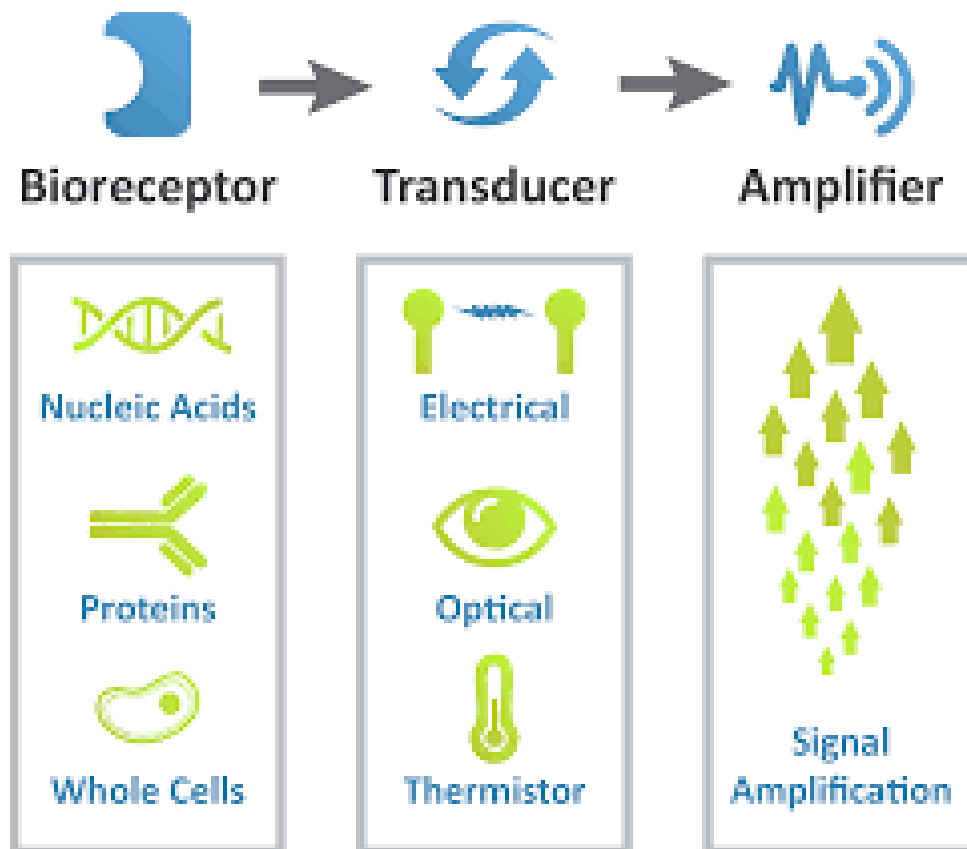 Bioreceptor
Transducer
Amplifier
Nucleic Acids
Proteins
Whole Cells
Electrical
Optical
Thermistor
Signal
Amplification